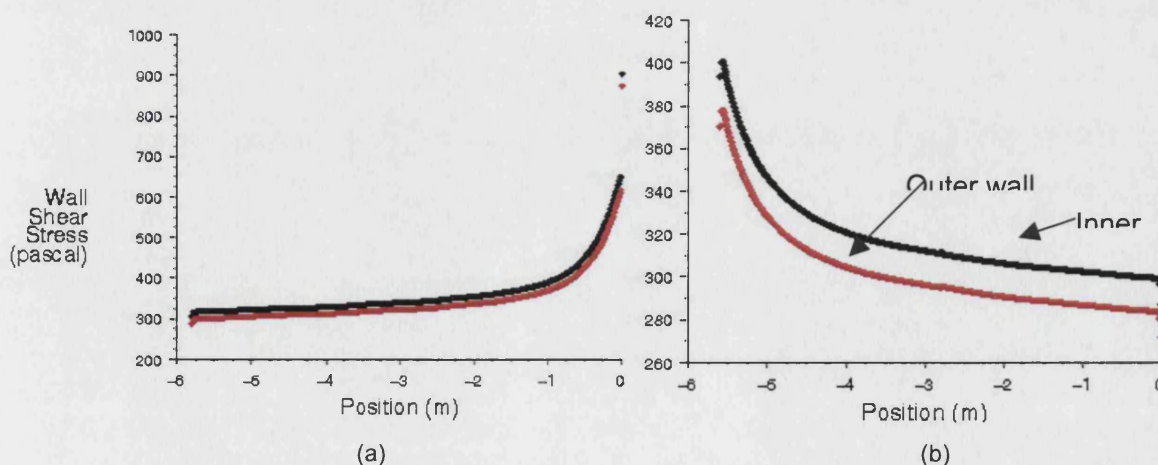 1000
900
800
700
600
500
400
300
200
Wall
Shear
Stress
(pascal)
−6 −5 −4 −3 −2 −1 0
Position (m)
(a)
420
400
380
360
340
320
300
280
260
Outer wall
Inner
−6 −5 −4 −3 −2 −1 0
Position (m)
(b)